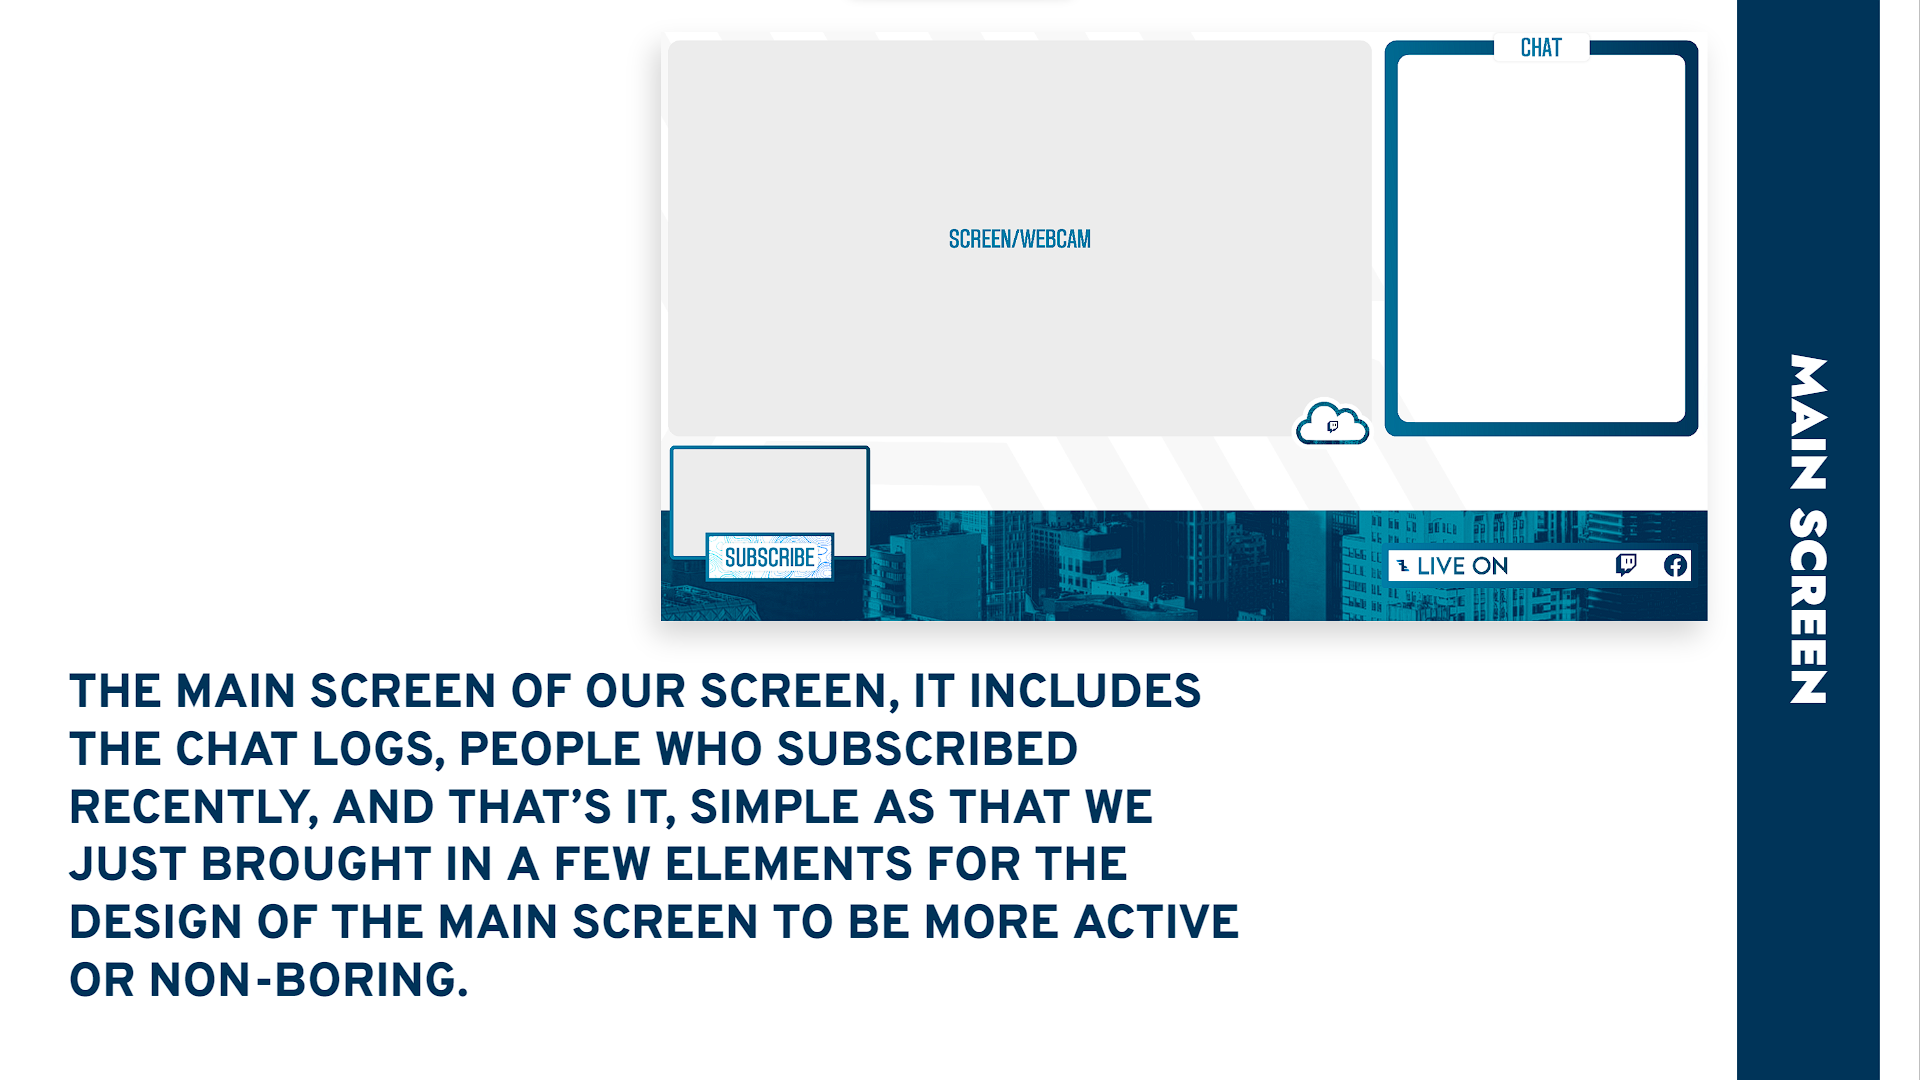 CHAT
SCREEN/WEBCAM
SUBSCRIBE
LIVE ON
MAIN SCREEN
THE MAIN SCREEN OF OUR SCREEN, IT INCLUDES
THE CHAT LOGS, PEOPLE WHO SUBSCRIBED
RECENTLY, AND THAT’S IT, SIMPLE AS THAT WE
JUST BROUGHT IN A FEW ELEMENTS FOR THE
DESIGN OF THE MAIN SCREEN TO BE MORE ACTIVE
OR NON-BORING.